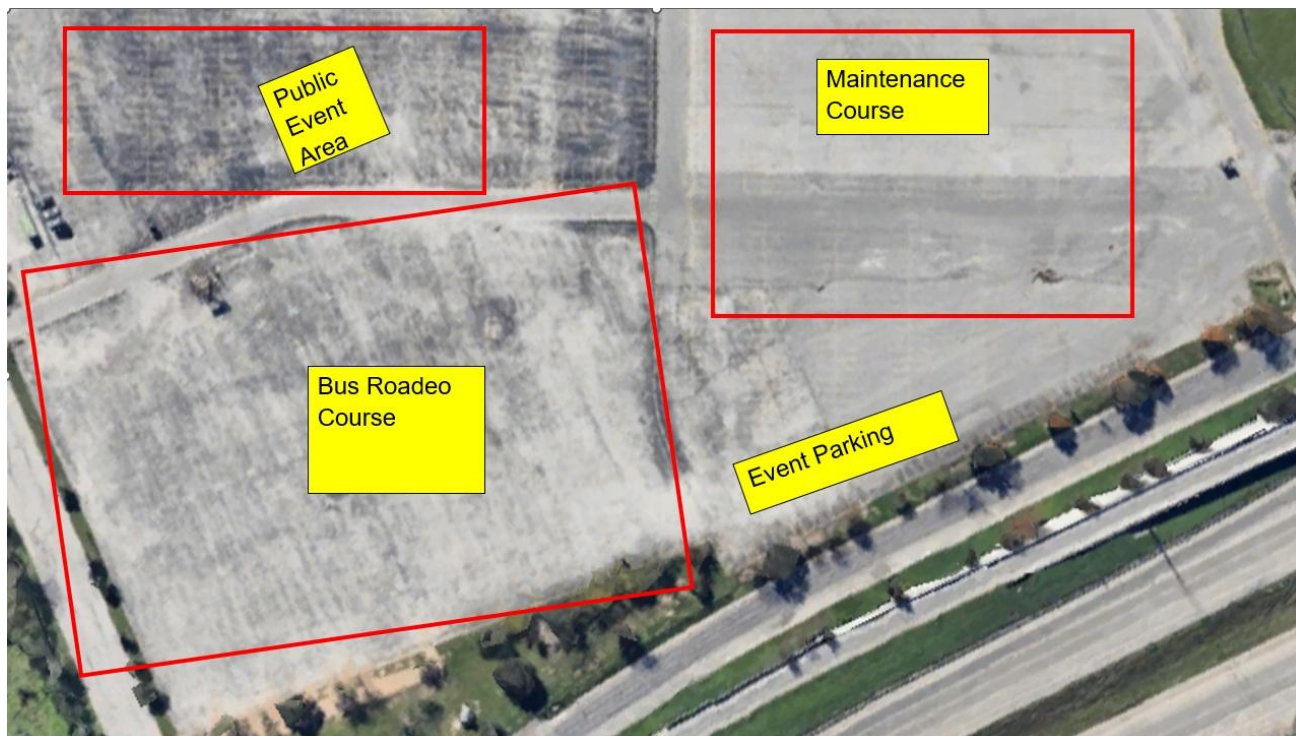 Public
Event
Area
Maintenance
Course
Bus Roadeo
Course
Event Parking